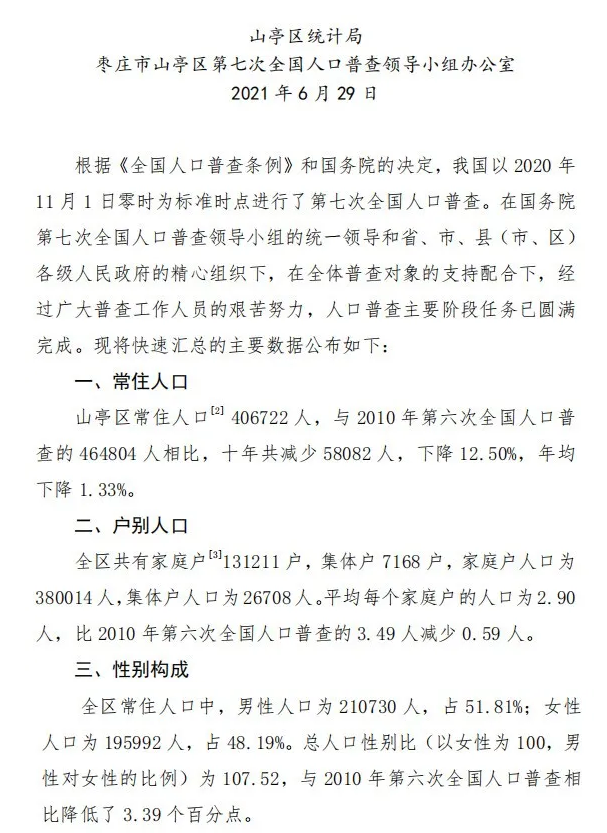 山亭区统计局
枣庄市山亭区第七次全国人口普查领导小组办公室
2021 年 6 月 29 日
根据《全国人口普查条例》和国务院的决定，我国以 2020 年
11 月 1 日零时为标准时点进行了第七次全国人口普查。在国务院
第七次全国人口普查领导小组的统一领导和省、市、县（市、区）
各级人民政府的精心组织下，在全体普查对象的支持配合下，经
过广大普查工作人员的艰苦努力，人口普查主要阶段任务已圆满
完成。现将快速汇总的主要数据公布如下：
一、常住人口
山亭区常住人口[2] 406722 人，与 2010 年第六次全国人口普
查的 464804 人相比，十年共减少 58082 人，下降 12.50%，年均
下降 1.33%。
二、户别人口
全区共有家庭户[3]131211 户，集体户 7168 户，家庭户人口为
380014 人，集体户人口为 26708 人。平均每个家庭户的人口为 2.90
人，比 2010 年第六次全国人口普查的 3.49 人减少 0.59 人。
三、性别构成
全区常住人口中，男性人口为 210730 人，占 51.81%；女性
人口为 195992 人，占 48.19%。总人口性别比（以女性为 100，男
性对女性的比例）为 107.52，与 2010 年第六次全国人口普查相
比降低了 3.39 个百分点。